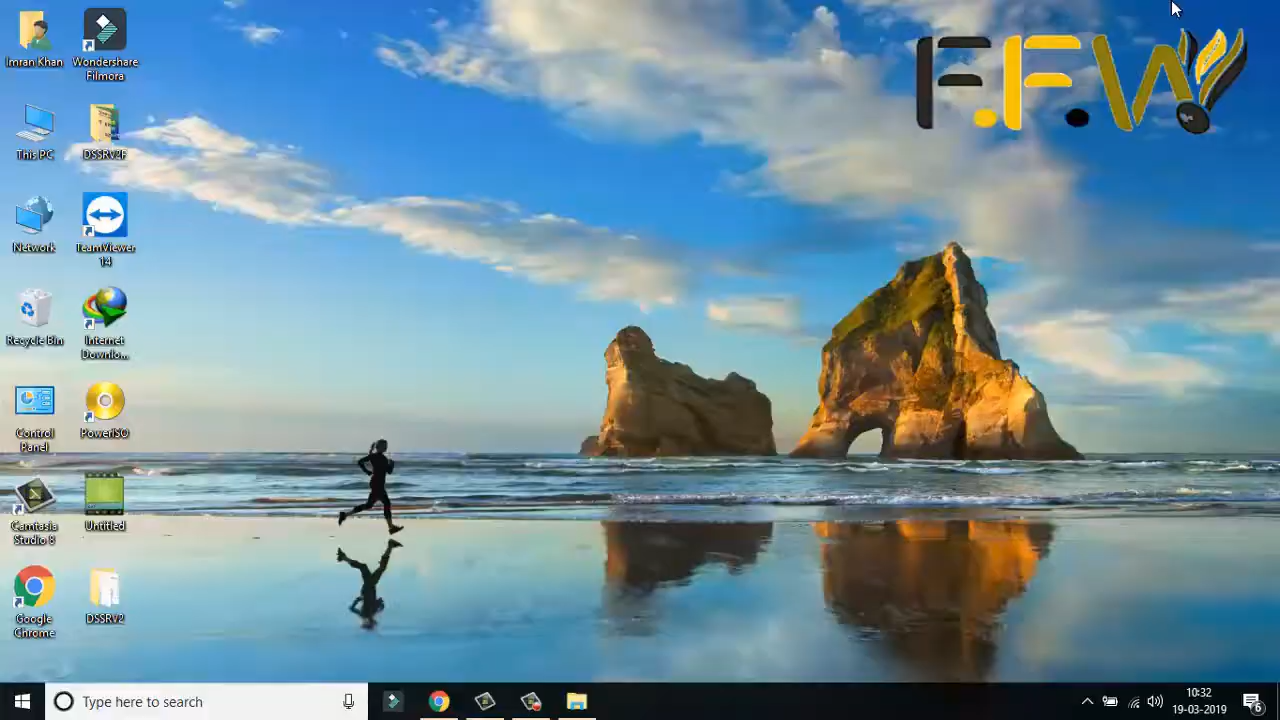 Imran Khan
Wondershare
Filmora
F.F.W
This PC
DSSRV2F
Network
TeamViewer
14
Recycle Bin
Internet
Downlo...
Control
Panel
PowerISO
Camtasia
Studio 8
Untitled
Google
Chrome
DSSRV2
Type here to search
10:32
19-03-2019
6